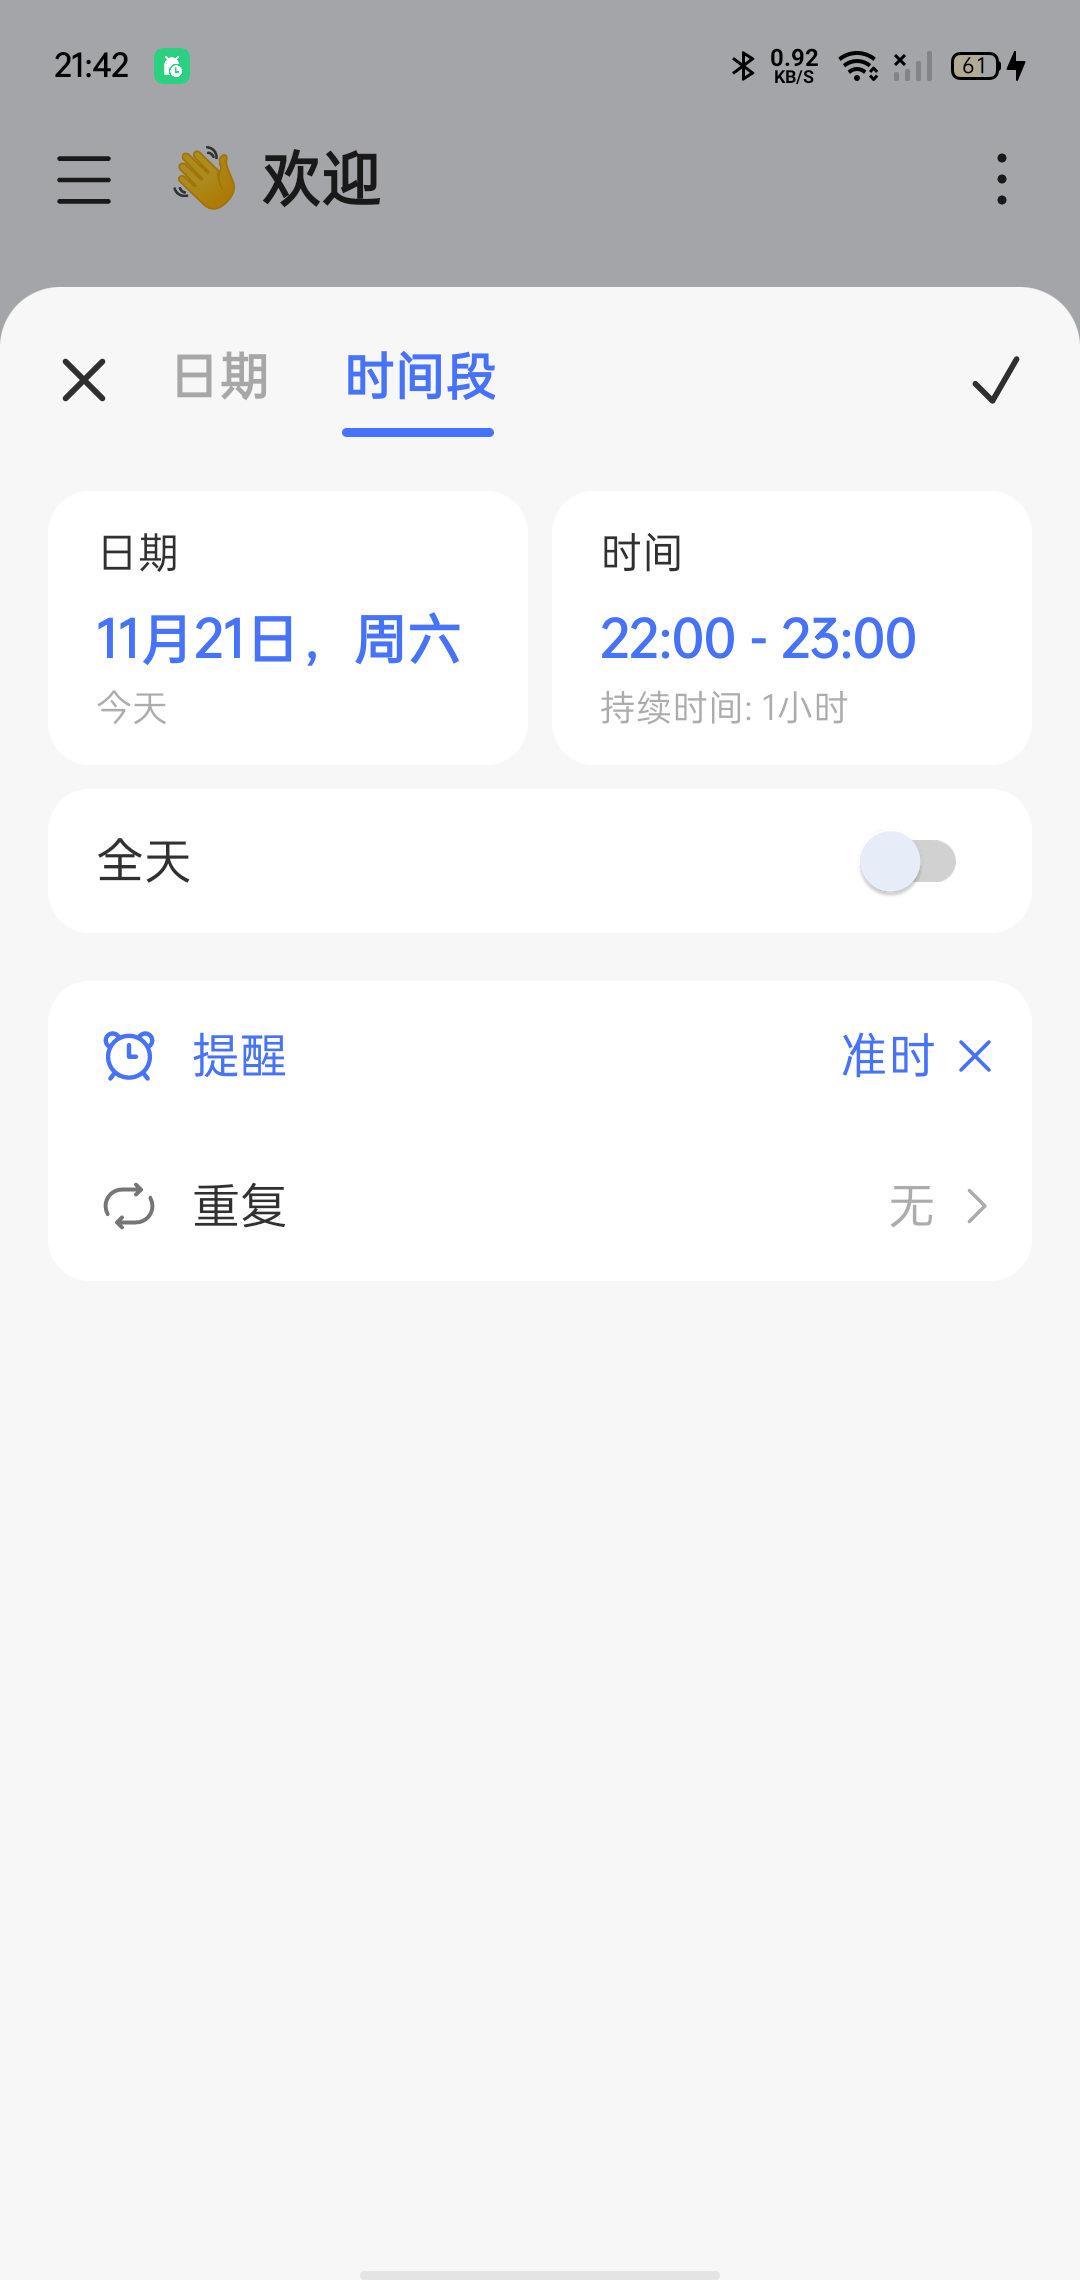 21:42
0.92
KB/S
61
欢迎
日期
时间段
日期
11月21日，周六
今天
时间
22:00 - 23:00
持续时间: 1小时
全天
提醒
准时
重复
无